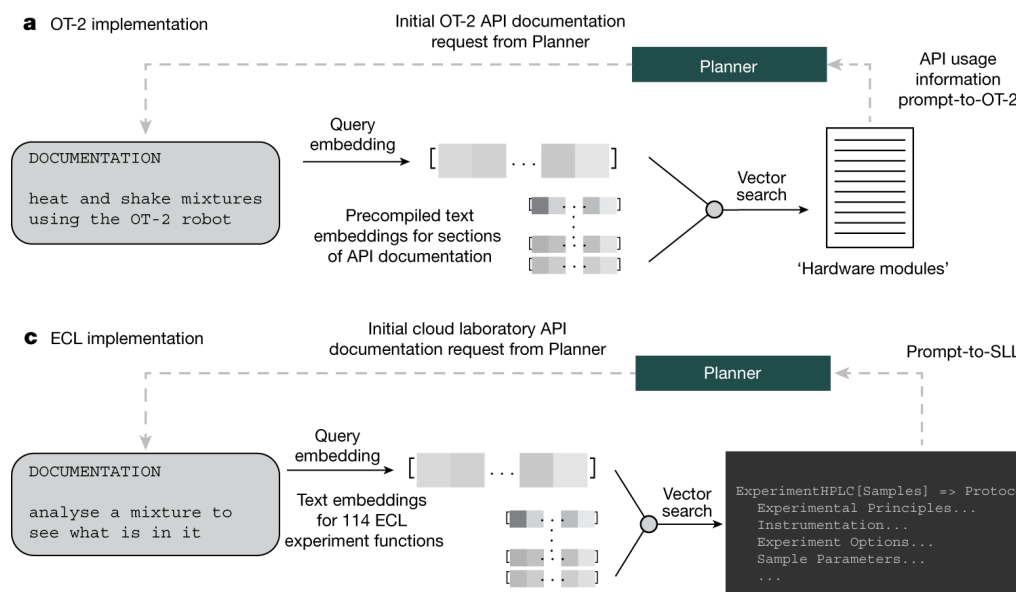 a OT-2 implementation
Initial OT-2 API documentation
request from Planner
Planner
API usage
information
prompt-to-OT-2
DOCUMENTATION
heat and shake mixtures
using the OT-2 robot
Query
embedding
[ ... ]
Precompiled text
embeddings for sections
of API documentation
Vector
search
'Hardware modules'
c ECL implementation
Initial cloud laboratory API
documentation request from Planner
Planner
Prompt-to-SLL
DOCUMENTATION
analyse a mixture to
see what is in it
Query
embedding
[ ... ]
Text embeddings
for 114 ECL
experiment functions
Vector
search
ExperimentHPLC[Samples] => Protoc
Experimental Principles...
Instrumentation...
Experiment Options...
Sample Parameters...
...